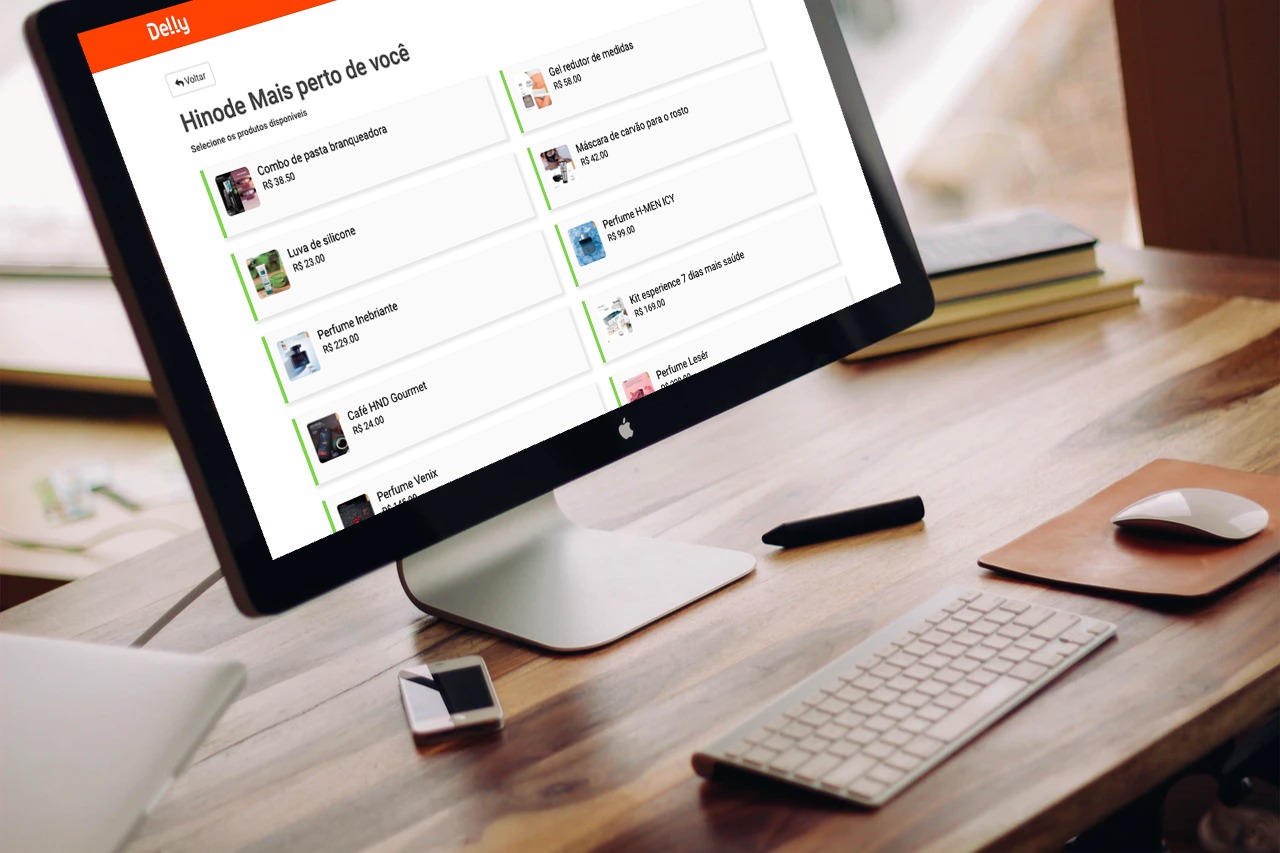 Delly
Voltar
Hinode Mais perto de você
Selecione os produtos disponíveis
Combo de pasta branqueadora
R$ 38.50
Gel redutor de medidas
R$ 58.00
Luva de silicone
R$ 23.00
Máscara de carvão para o rosto
R$ 42.00
Perfume Inebriante
R$ 229.00
Perfume H-MEN ICY
R$ 99.00
Café HND Gourmet
R$ 24.00
Kit esperience 7 dias mais saúde
R$ 169.00
Perfume Venix
Perfume Lesér